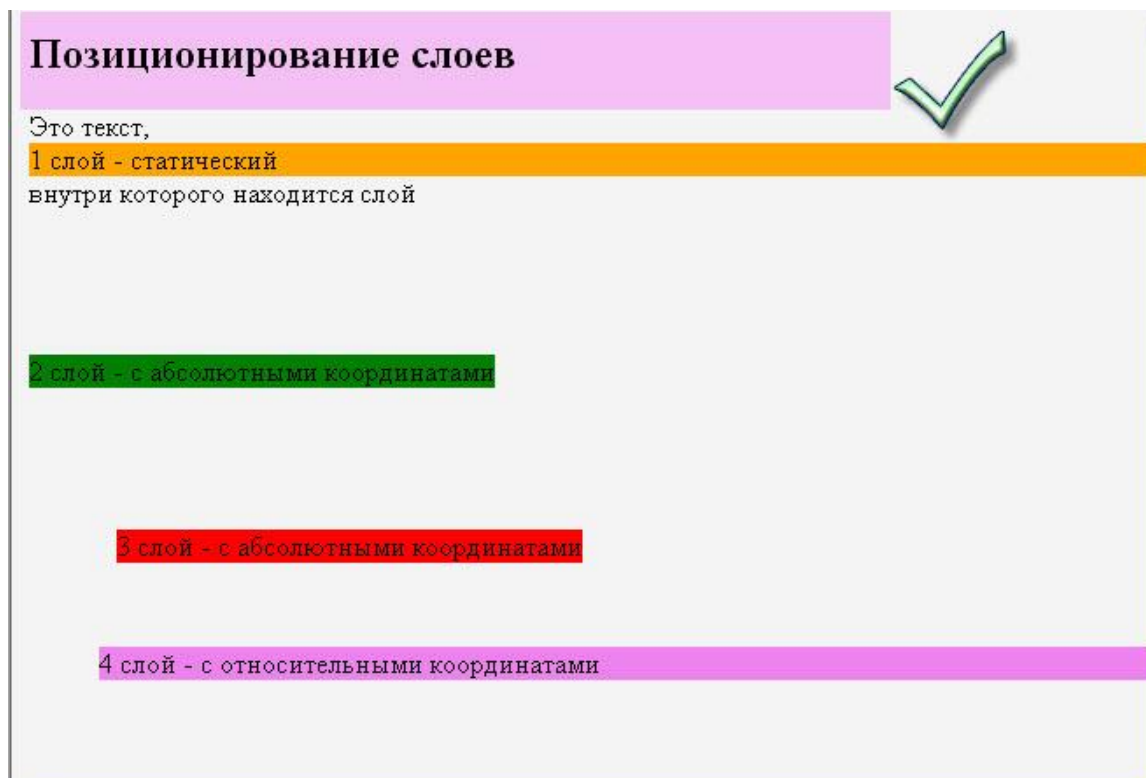 Позиционирование слоев
Это текст,
1 слой - статический
внутри которого находится слой
2 слой - с абсолютными координатами
3 слой - с абсолютными координатами
4 слой - с относительными координатами